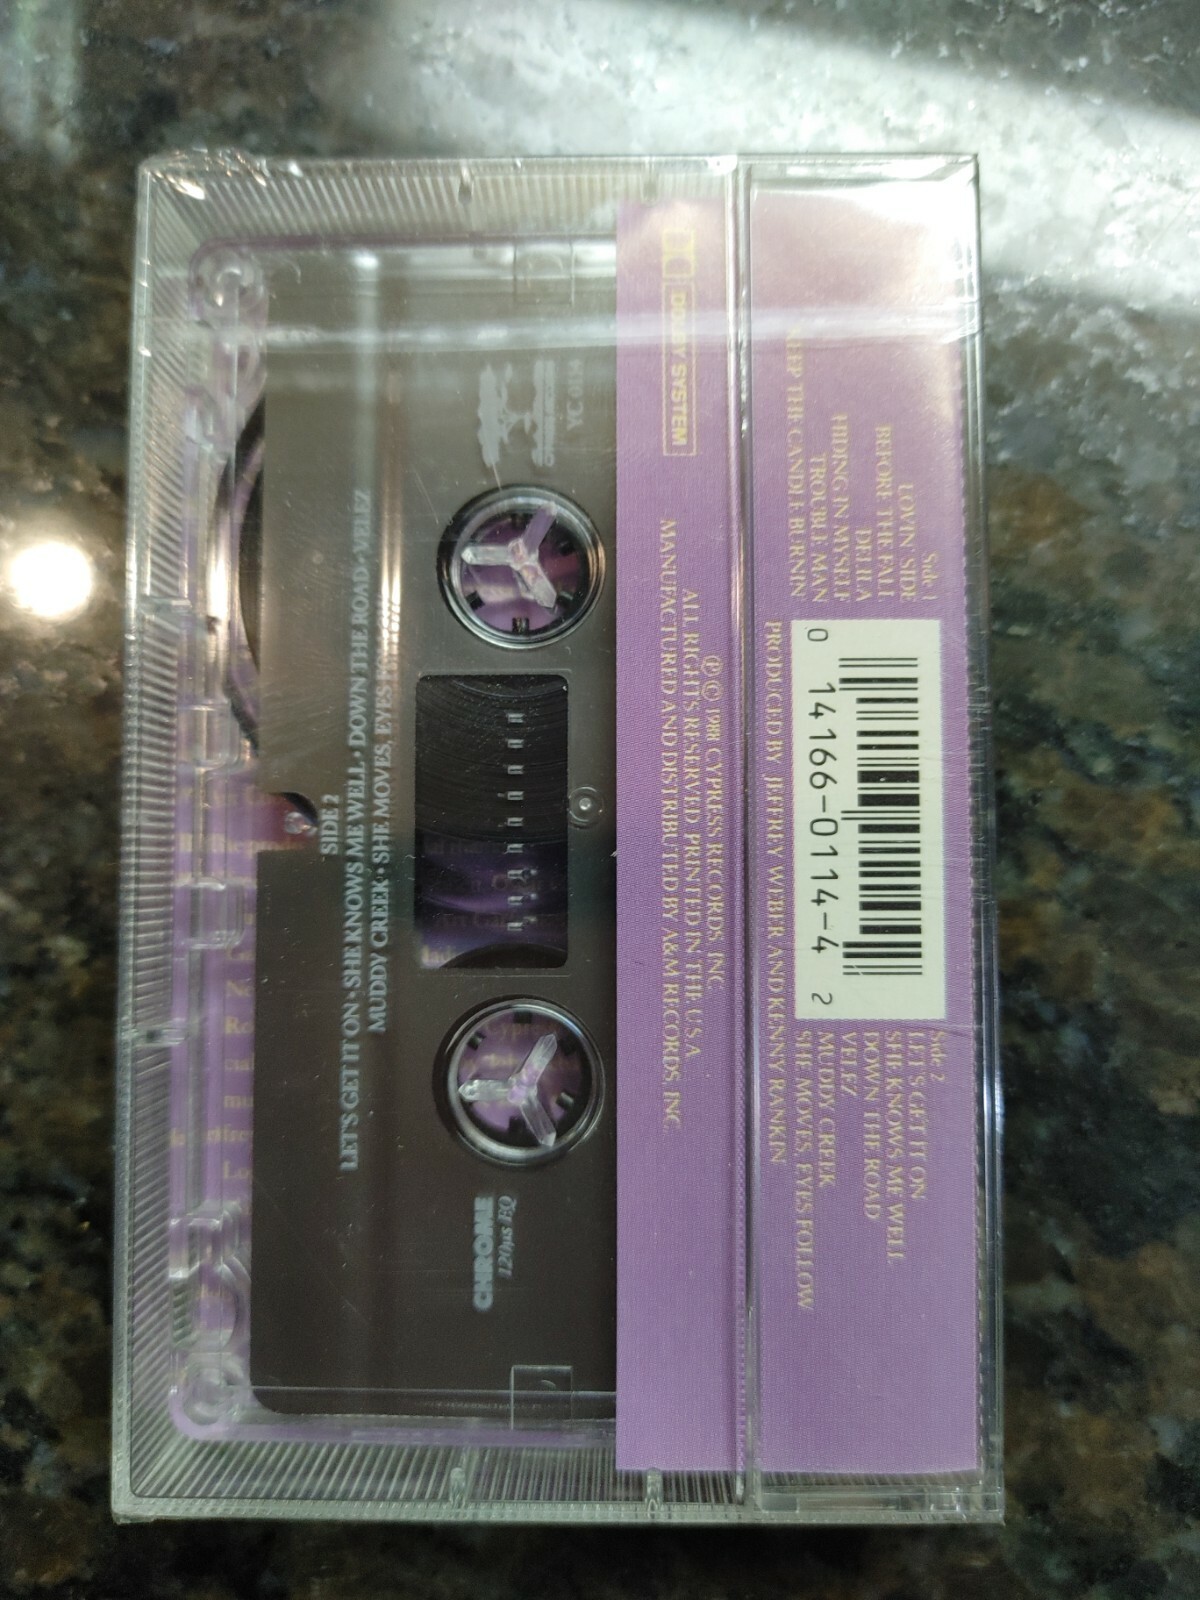 Side 1
LOVIN' SIDE
BEFORE THE FALL
DEER A
HIDING IN MYSELF
TROUBLE MAN
KEEP THE CANDLE BURNIN'
0 14166-0114-4 2
Side 2
LET'S GET IT ON
SHE KNOWS ME WELL
DOWN THE ROAD
VELEZ
MUDDY CREEK
SHE MOVES, EYES FOLLOW
PRODUCED BY JEFFREY WEBER AND KENNY RANKIN
Ⓟ © 1988 CYPRESS RECORDS, INC.
ALL RIGHTS RESERVED. PRINTED IN THE U.S.A.
MANUFACTURED AND DISTRIBUTED BY A&M RECORDS, INC.
DOLBY SYSTEM
YC 0114
CHROME
120μs EQ
SIDE 2
LET'S GET IT ON • SHE KNOWS ME WELL • DOWN THE ROAD • VELEZ
MUDDY CREEK • SHE MOVES, EYES